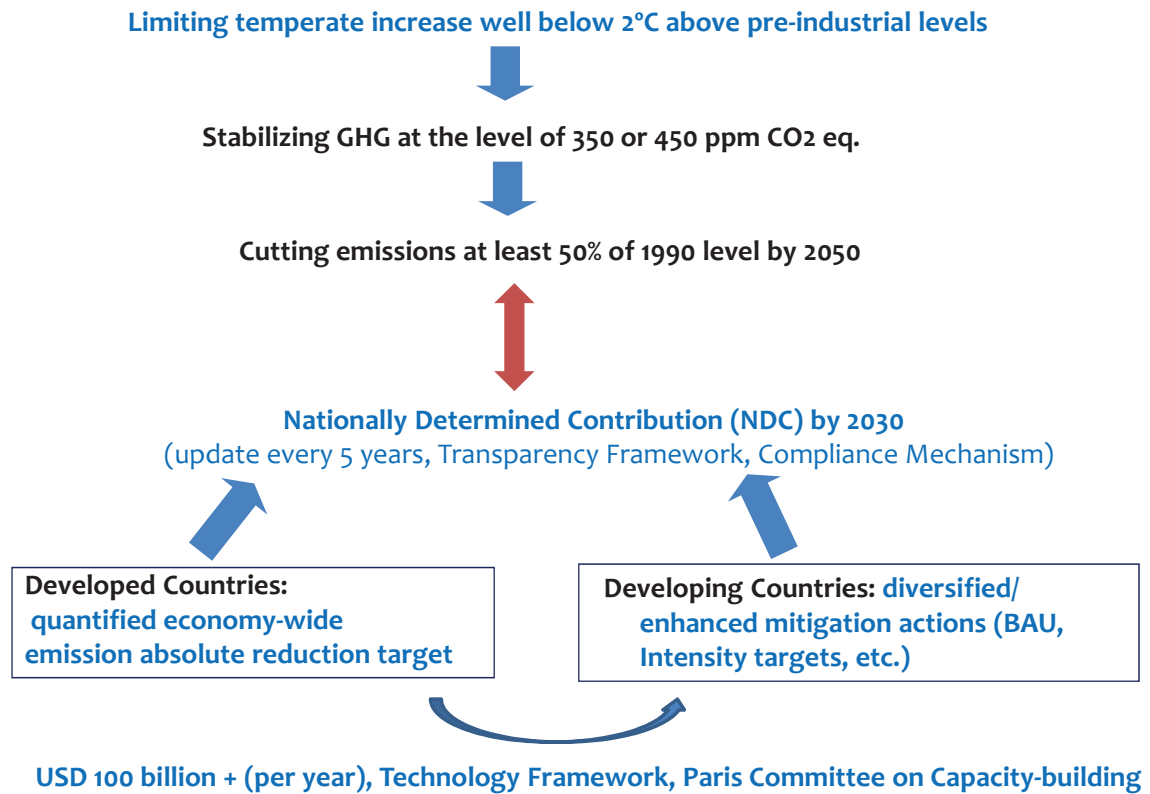 Limiting temperate increase well below 2°C above pre-industrial levels
Stabilizing GHG at the level of 350 or 450 ppm CO2 eq.
Cutting emissions at least 50% of 1990 level by 2050
Nationally Determined Contribution (NDC) by 2030
(update every 5 years, Transparency Framework, Compliance Mechanism)
Developed Countries:
quantified economy-wide
emission absolute reduction target
Developing Countries: diversified/
enhanced mitigation actions (BAU,
Intensity targets, etc.)
USD 100 billion + (per year), Technology Framework, Paris Committee on Capacity-building